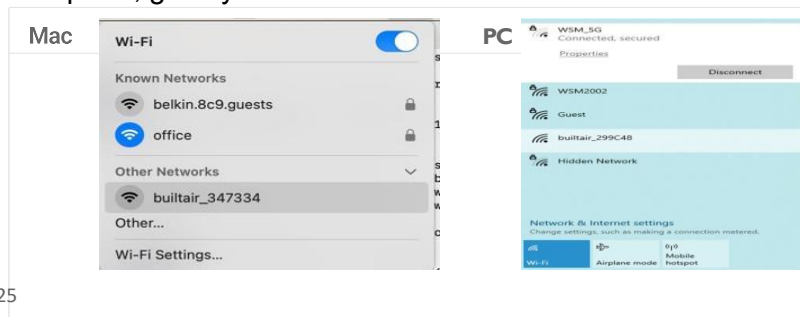 Mac
Wi-Fi
Known Networks
belkin.8c9.guests
office
Other Networks
builtair_347334
Other...
Wi-Fi Settings...
PC
WSM_5G
Connected, secured
Properties
Disconnect
WSM2002
Guest
builtair_299C48
Hidden Network
Network & Internet settings
Change settings, such as making a connection metered.
Wi-Fi
Airplane mode
Mobile
hotspot
25